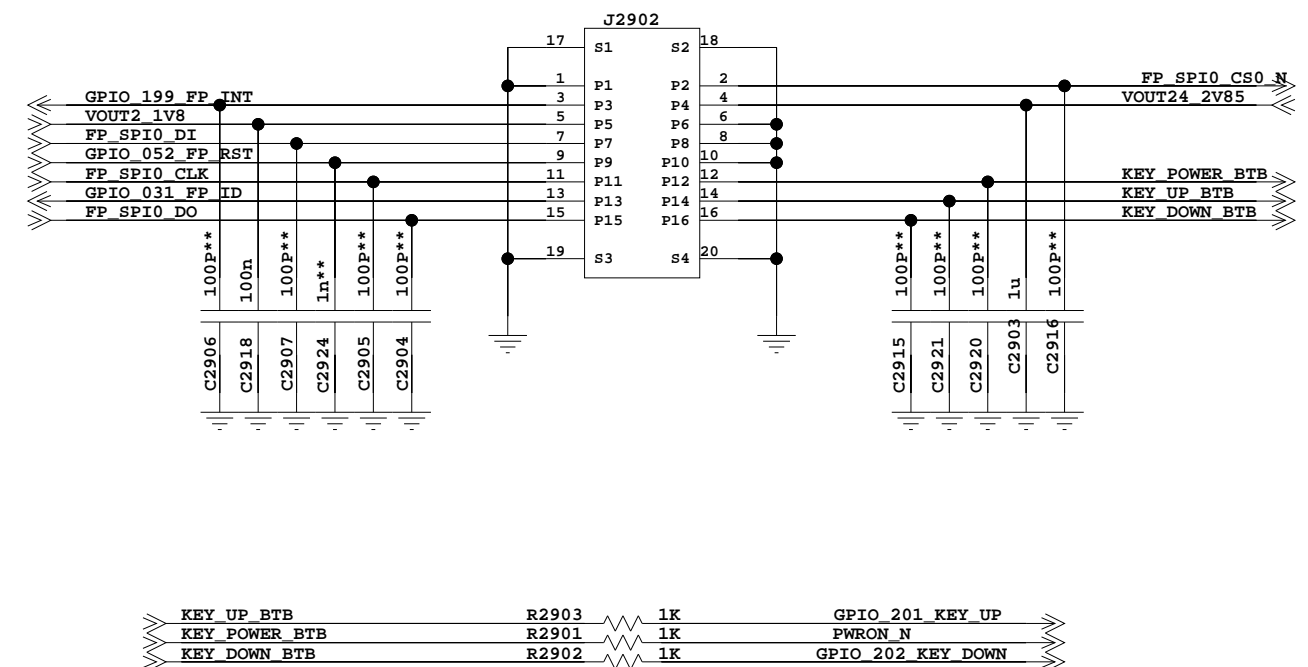 J2902
17 S1 S2 18
1 P1 P2 2 FP_SPI0_CS0_N
GPIO_199_FP_INT 3 P3 P4 4 VOUT24_2V85
VOUT2_1V8 5 P5 P6 6
FP_SPI0_DI 7 P7 P8 8
GPIO_052_FP_RST 9 P9 P10 10
FP_SPI0_CLK 11 P11 P12 12 KEY_POWER_BTB
GPIO_031_FP_ID 13 P13 P14 14 KEY_UP_BTB
FP_SPI0_DO 15 P15 P16 16 KEY_DOWN_BTB
19 S3 S4 20
100P** 100n 100P** 1n** 100P** 100P** 100P** 100P** 100P** 1u 100P**
C2906 C2918 C2907 C2924 C2905 C2904 C2915 C2921 C2920 C2903 C2916
KEY_UP_BTB R2903 1K GPIO_201_KEY_UP
KEY_POWER_BTB R2901 1K PWRON_N
KEY_DOWN_BTB R2902 1K GPIO_202_KEY_DOWN